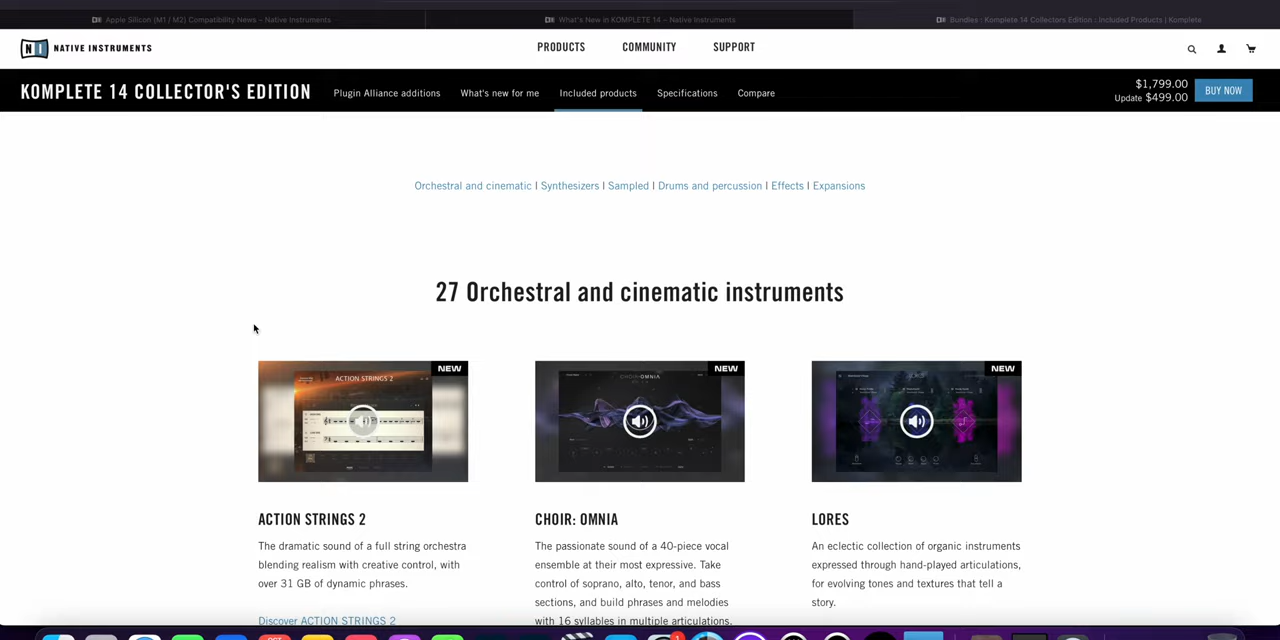 Apple Silicon (M1 / M2) Compatibility News – Native Instruments
What's New in KOMPLETE 14 – Native Instruments
Bundles : Komplete 14 Collectors Edition : Included Products | Komplete
NI NATIVE INSTRUMENTS
PRODUCTS COMMUNITY SUPPORT
KOMPLETE 14 COLLECTOR'S EDITION
Plugin Alliance additions What's new for me Included products Specifications Compare
$1,799.00
Update $499.00
BUY NOW
Orchestral and cinematic | Synthesizers | Sampled | Drums and percussion | Effects | Expansions
27 Orchestral and cinematic instruments
NEW
ACTION STRINGS 2
NEW
CHOIR: OMNIA
NEW
ACTION STRINGS 2
The dramatic sound of a full string orchestra
blending realism with creative control, with
over 31 GB of dynamic phrases.
Discover ACTION STRINGS 2
CHOIR: OMNIA
The passionate sound of a 40-piece vocal
ensemble at their most expressive. Take
control of soprano, alto, tenor, and bass
sections, and build phrases and melodies
with 16 syllables in multiple articulations.
LORES
An eclectic collection of organic instruments
expressed through hand-played articulations,
for evolving tones and textures that tell a
story.
OCT
1